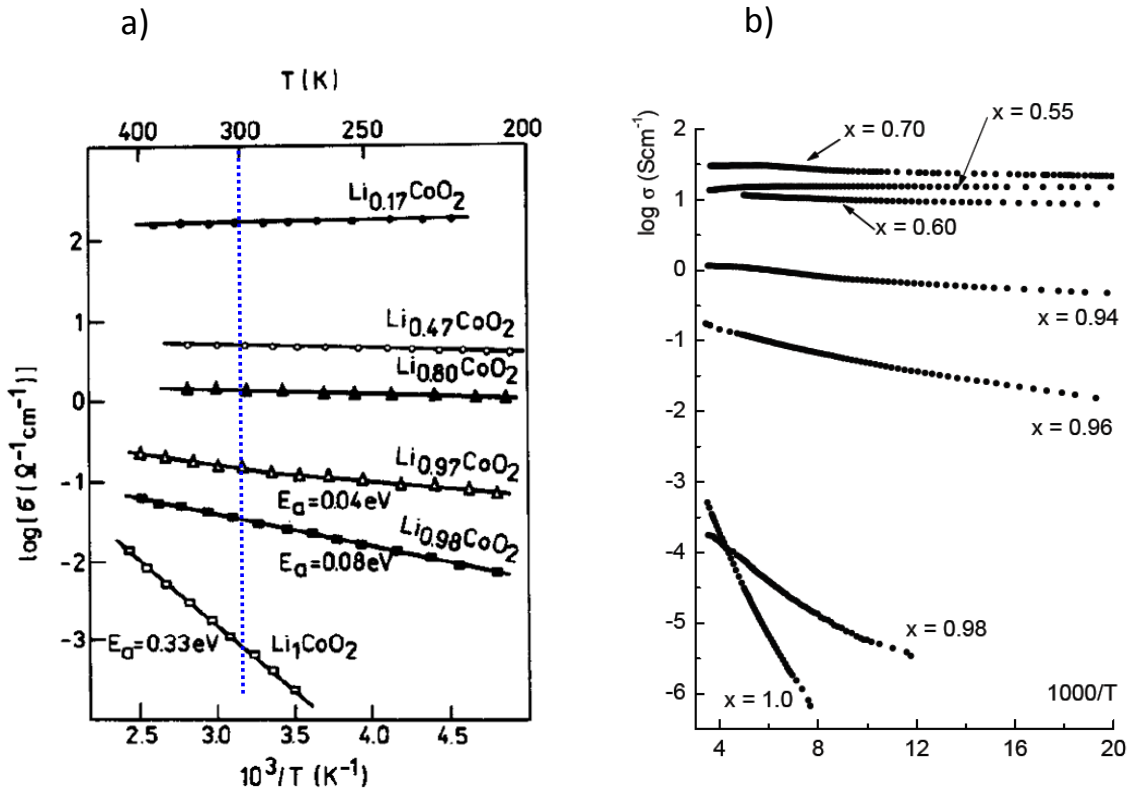 a)
T (K)
400 300 250 200
Li0.17CoO2
Li0.47CoO2
Li0.80CoO2
Li0.97CoO2
Ea=0.04eV
Li0.98CoO2
Ea=0.08eV
Ea=0.33eV
Li1CoO2
log[σ (Ω-1cm-1)]
2
1
0
-1
-2
-3
2.5 3.0 3.5 4.0 4.5
10^3/T (K-1)
b)
log σ (Scm-1)
2
1
0
-1
-2
-3
-4
-5
-6
x = 0.70
x = 0.55
x = 0.60
x = 0.94
x = 0.96
x = 0.98
x = 1.0
1000/T
4 8 12 16 20